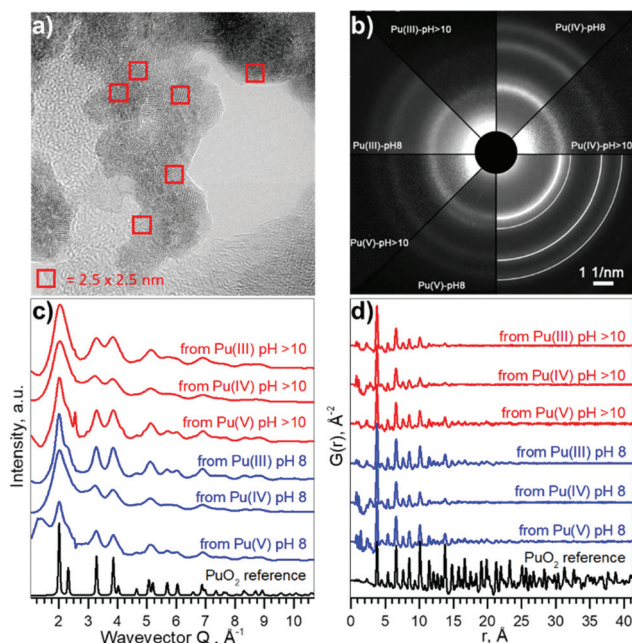 a)
= 2.5 x 2.5 nm
b)
Pu(III)-pH>10
Pu(IV)-pH8
Pu(III)-pH8
Pu(IV)-pH>10
Pu(V)-pH>10
Pu(V)-pH8
1 1/nm
c)
from Pu(III) pH >10
from Pu(IV) pH >10
from Pu(V) pH >10
from Pu(III) pH 8
from Pu(IV) pH 8
from Pu(V) pH 8
PuO₂ reference
Intensity, a.u.
2 3 4 5 6 7 8 9 10
Wavevector Q, Å⁻¹
d)
from Pu(III) pH >10
from Pu(IV) pH >10
from Pu(V) pH >10
from Pu(III) pH 8
from Pu(IV) pH 8
from Pu(V) pH 8
PuO₂ reference
G(r), Å⁻²
0 5 10 15 20 25 30 35 40
r, Å